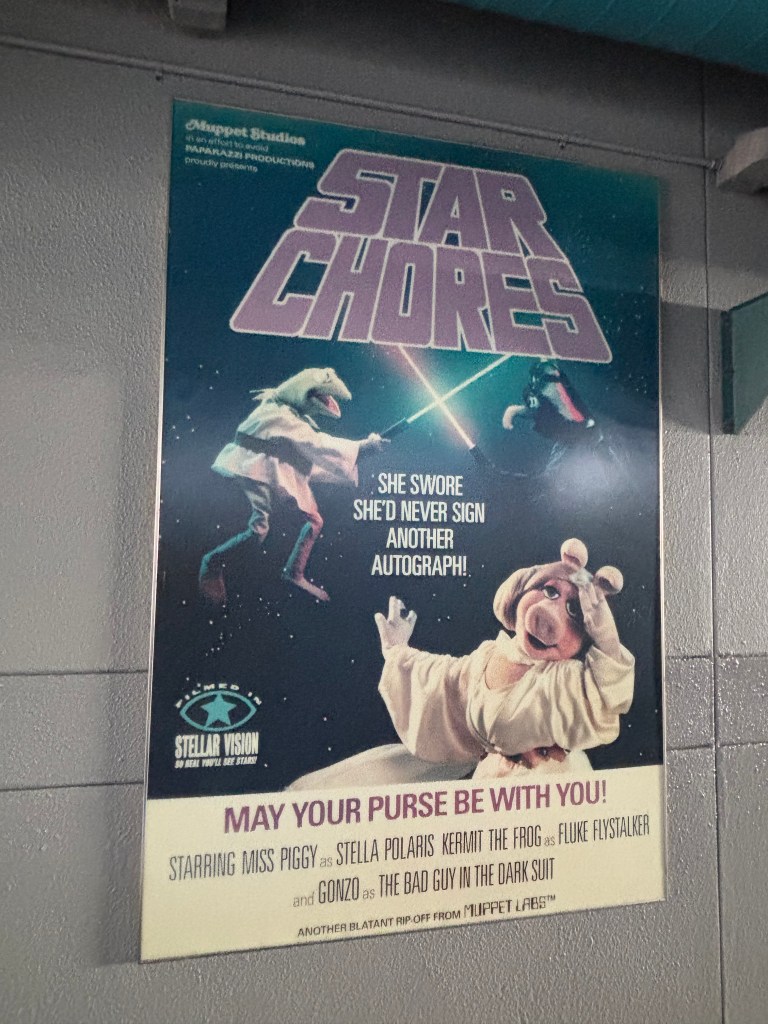 Muppet Studios
in an effort to avoid
PAPARAZZI PRODUCTIONS
proudly presents
STAR
CHORES
SHE SWORE
SHE'D NEVER SIGN
ANOTHER
AUTOGRAPH!
FILMED IN
STELLAR VISION
SO REAL YOU'LL SEE STARS!
MAY YOUR PURSE BE WITH YOU!
STARRING MISS PIGGY as STELLA POLARIS KERMIT THE FROG as FLUKE FLYSTALKER
and GONZO as THE BAD GUY IN THE DARK SUIT
ANOTHER BLATANT RIP-OFF FROM MUPPET LABS™